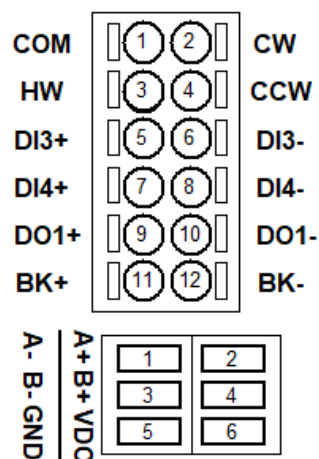 COM 1 2 CW
HW 3 4 CCW
DI3+ 5 6 DI3-
DI4+ 7 8 DI4-
DO1+ 9 10 DO1-
BK+ 11 12 BK-
A+ B+ VDC
A- B- GND
1 2
3 4
5 6